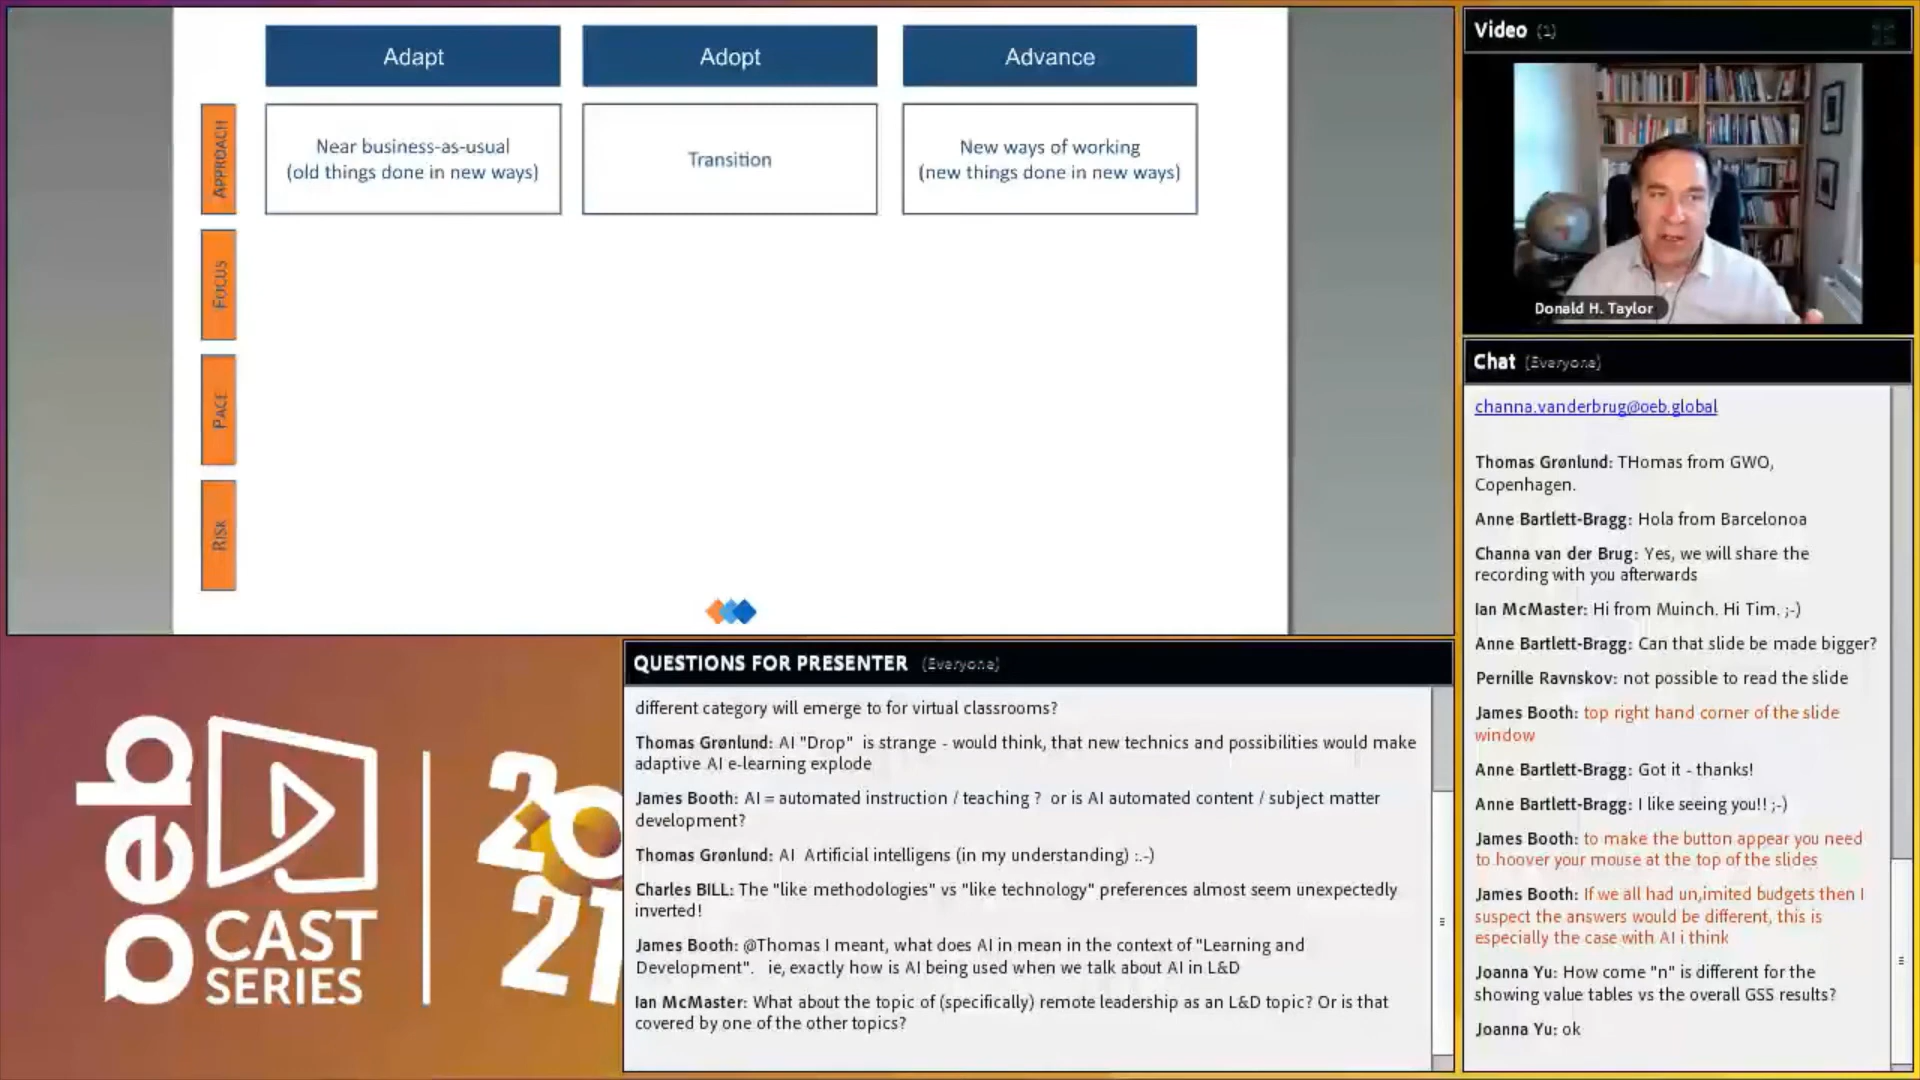 Adapt
Adopt
Advance
APPROACH
Near business-as-usual
(old things done in new ways)
Transition
New ways of working
(new things done in new ways)
FOCUS
PACE
RISK
Video (1)
Donald H. Taylor
Chat (Everyone)
channa.vanderbrug@oeb.global
Thomas Grønlund: THomas from GWO,
Copenhagen.
Anne Bartlett-Bragg: Hola from Barcelonoa
Channa van der Brug: Yes, we will share the
recording with you afterwards
Ian McMaster: Hi from Muinch. Hi Tim. ;-)
Anne Bartlett-Bragg: Can that slide be made bigger?
Pernille Ravnskov: not possible to read the slide
James Booth: top right hand corner of the slide
window
Anne Bartlett-Bragg: Got it - thanks!
Anne Bartlett-Bragg: I like seeing you!! ;-)
James Booth: to make the button appear you need
to hoover your mouse at the top of the slides
James Booth: If we all had un,imited budgets then I
suspect the answers would be different, this is
especially the case with AI i think
Joanna Yu: How come "n" is different for the
showing value tables vs the overall GSS results?
Joanna Yu: ok
QUESTIONS FOR PRESENTER (Everyone)
different category will emerge to for virtual classrooms?
Thomas Grønlund: AI "Drop" is strange - would think, that new technics and possibilities would make
adaptive AI e-learning explode
James Booth: AI = automated instruction / teaching ? or is AI automated content / subject matter
development?
Thomas Grønlund: AI Artificial intelligens (in my understanding) :.-)
Charles BILL: The "like methodologies" vs "like technology" preferences almost seem unexpectedly
inverted!
James Booth: @Thomas I meant, what does AI in mean in the context of "Learning and
Development". ie, exactly how is AI being used when we talk about AI in L&D
Ian McMaster: What about the topic of (specifically) remote leadership as an L&D topic? Or is that
covered by one of the other topics?
oeb
CAST
SERIES
20
21